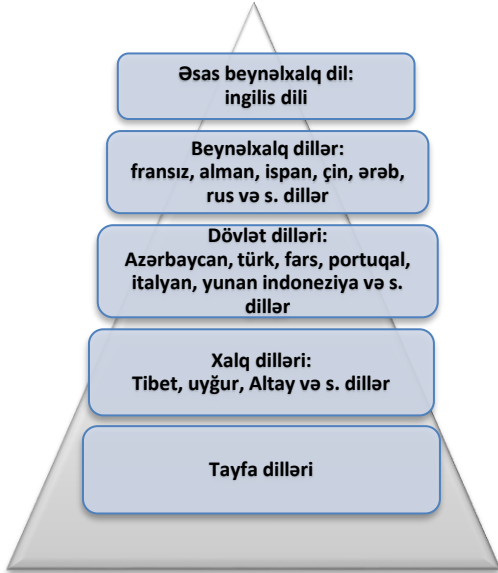 Əsas beynəlxalq dil:
ingilis dili
Beynəlxalq dillər:
fransız, alman, ispan, çin, ərəb,
rus və s. dillər
Dövlət dilləri:
Azərbaycan, türk, fars, portuqal,
italyan, yunan indoneziya və s.
dillər
Xalq dilləri:
Tibet, uyğur, Altay və s. dillər
Tayfa dilləri